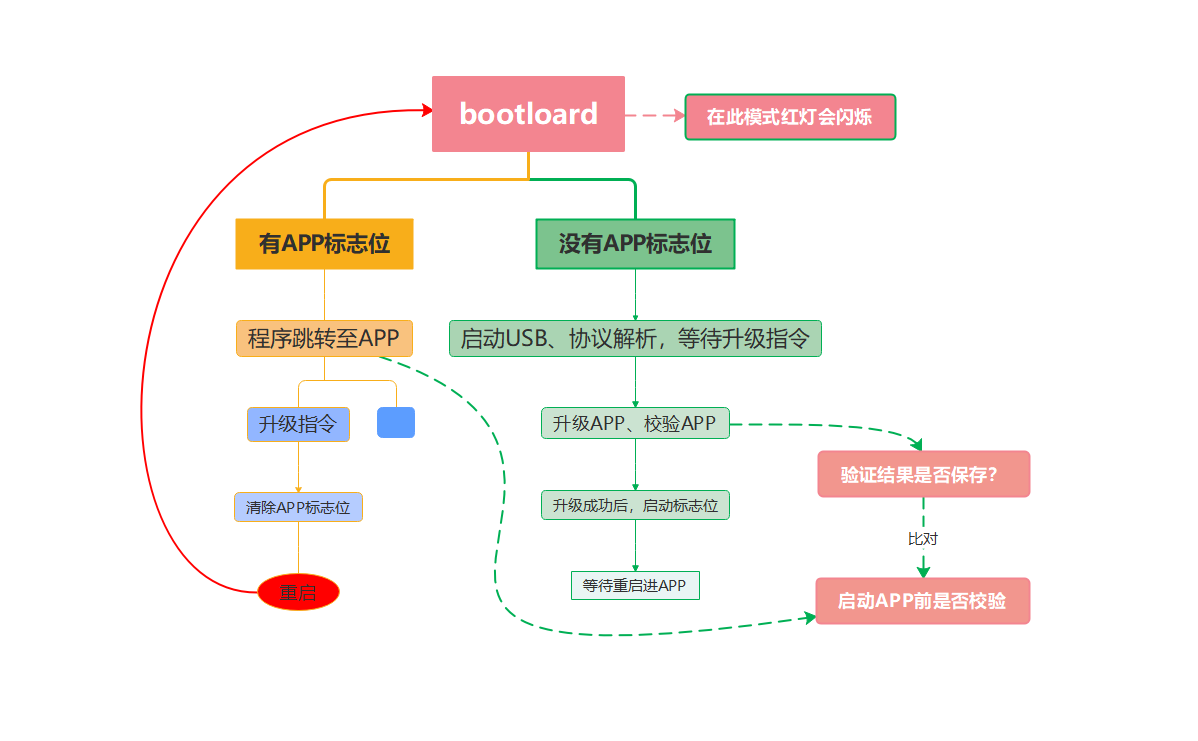 bootloard
在此模式红灯会闪烁
有APP标志位
没有APP标志位
程序跳转至APP
启动USB、协议解析，等待升级指令
升级指令
升级APP、校验APP
验证结果是否保存？
清除APP标志位
升级成功后，启动标志位
比对
重启
等待重启进APP
启动APP前是否校验